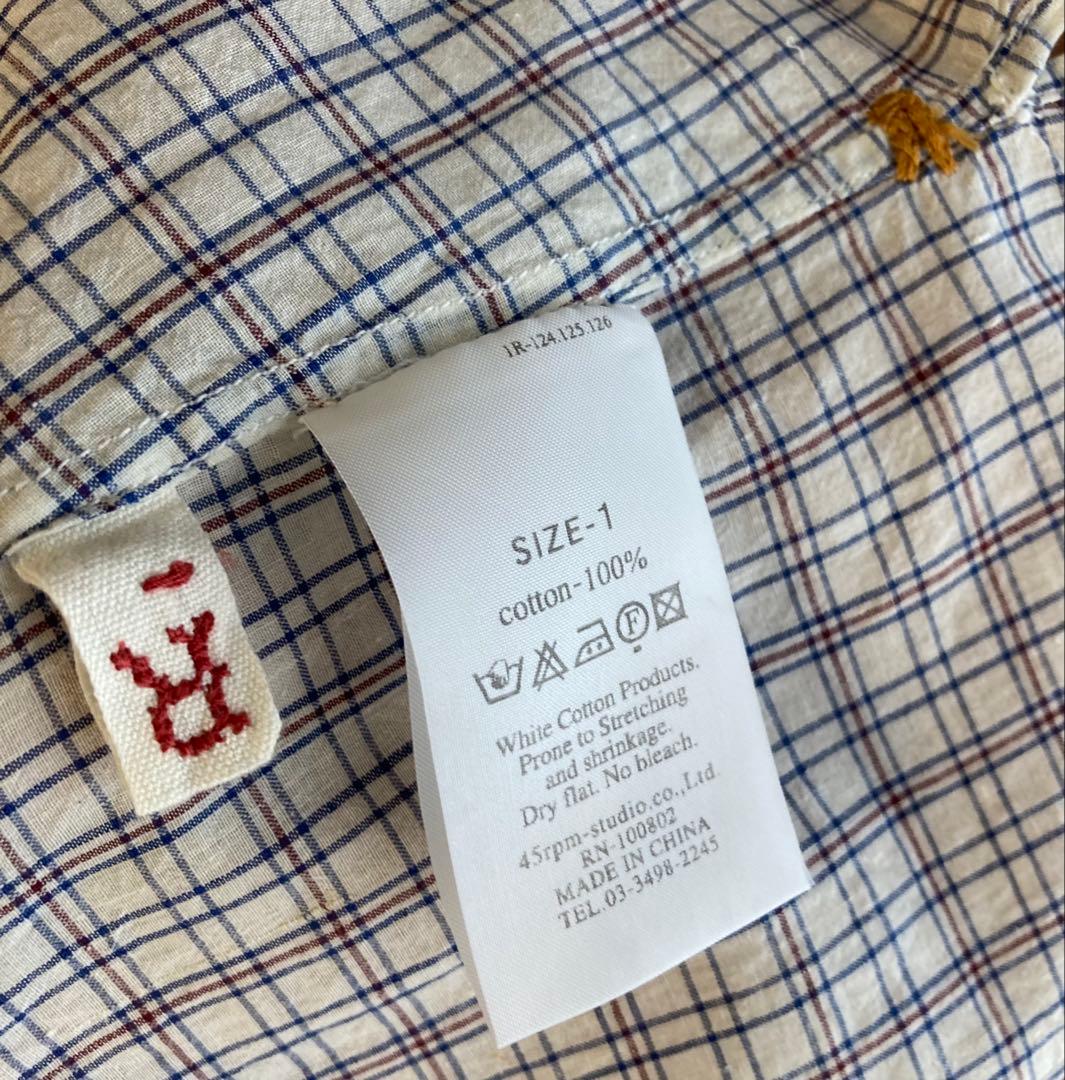 1R-124.125.126
SIZE-1
cotton-100%
F
White Cotton Products.
Prone to Stretching
and shrinkage.
Dry flat. No bleach.
45rpm-studio.co.,Ltd.
RN-100802
MADE IN CHINA
TEL.03-3498-2245
R